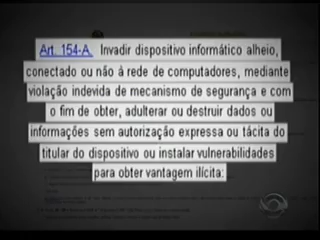 Art. 154-A. Invadir dispositivo informático alheio,
conectado ou não à rede de computadores, mediante
violação indevida de mecanismo de segurança e com
o fim de obter, adulterar ou destruir dados ou
informações sem autorização expressa ou tácita do
titular do dispositivo ou instalar vulnerabilidades
para obter vantagem ilícita: